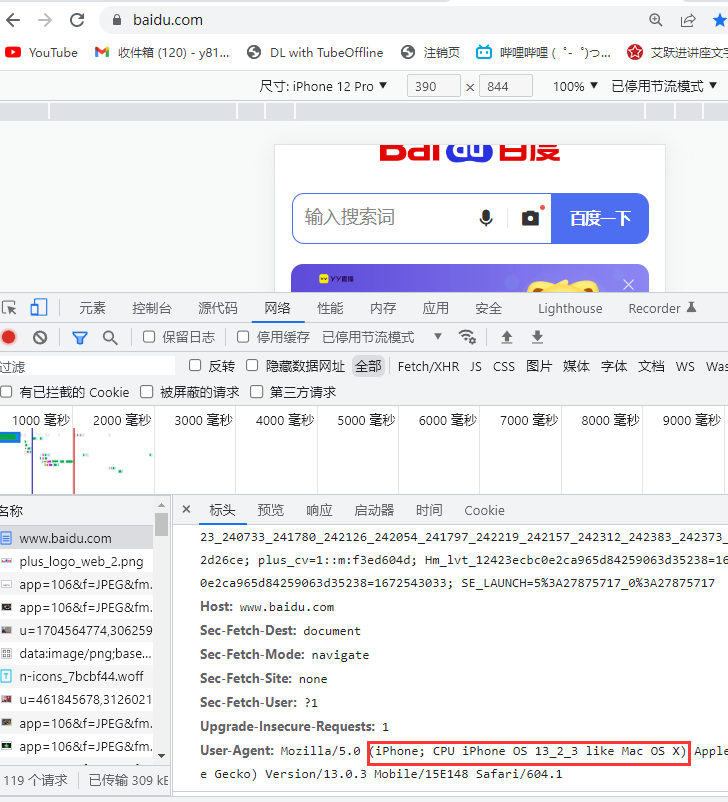 baidu.com
YouTube 收件箱 (120) - y81... DL with TubeOffline 注销页 哔哩哔哩 ( ゜- ゜)つ... 艾跃进讲座文字
尺寸: iPhone 12 Pro ▼ 390 × 844 100% ▼ 已停用节流模式 ▼
Bai du 百度
输入搜索词 百度一下
YY直播
元素 控制台 源代码 网络 性能 内存 应用 安全 Lighthouse Recorder
保留日志 停用缓存 已停用节流模式 ▼
过滤 反转 隐藏数据网址 全部 Fetch/XHR JS CSS 图片 媒体 字体 文档 WS Was
有已拦截的 Cookie 被屏蔽的请求 第三方请求
1000 毫秒 2000 毫秒 3000 毫秒 4000 毫秒 5000 毫秒 6000 毫秒 7000 毫秒 8000 毫秒 9000 毫秒
名称
www.baidu.com
plus_logo_web_2.png
app=106&f=JPEG&fm.
app=106&f=JPEG&fm.
u=1704564774,306259
data:image/png;base...
n-icons_7bcbf44.woff
u=461845678,3126021
app=106&f=JPEG&fm.
app=106&f=JPEG&fm.
119 个请求 已传输 309 kE
× 标头 预览 响应 启动器 时间 Cookie
23_240733_241780_242126_242054_241797_242219_242157_242312_242383_242373_
2d26ce; plus_cv=1::m:f3ed604d; Hm_lvt_12423ecbc0e2ca965d84259063d35238=16
0e2ca965d84259063d35238=1672543033; SE_LAUNCH=5%3A27875717_0%3A27875717
Host: www.baidu.com
Sec-Fetch-Dest: document
Sec-Fetch-Mode: navigate
Sec-Fetch-Site: none
Sec-Fetch-User: ?1
Upgrade-Insecure-Requests: 1
User-Agent: Mozilla/5.0 (iPhone; CPU iPhone OS 13_2_3 like Mac OS X) Apple
e Gecko) Version/13.0.3 Mobile/15E148 Safari/604.1